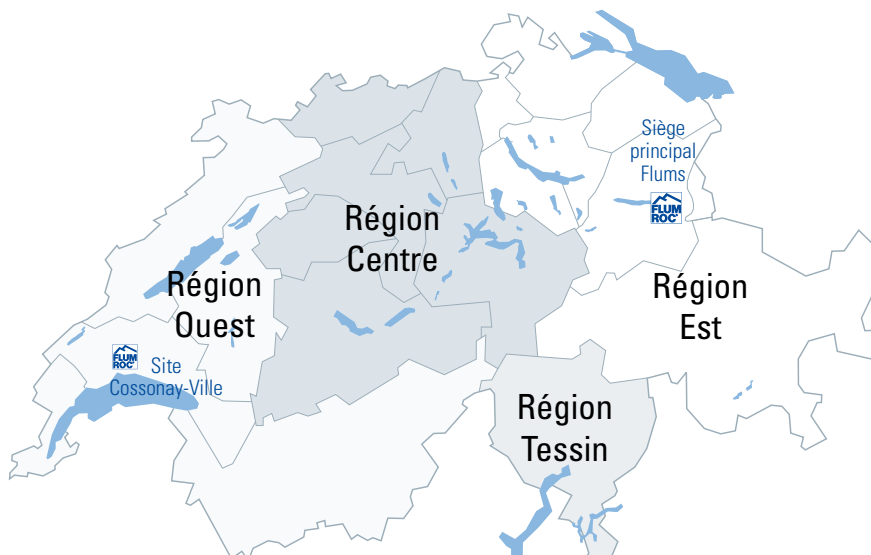 Siège
principal
Flums
FLUM
ROC®
Région
Centre
Région
Ouest
Région
Est
FLUM
ROC®
Site
Cossonay-Ville
Région
Tessin